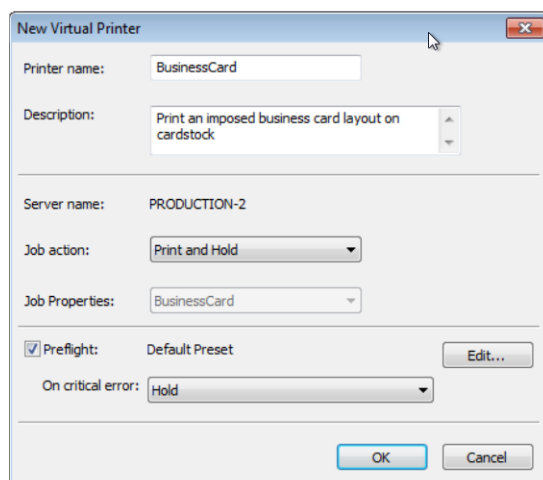 New Virtual Printer
Printer name: BusinessCard
Description: Print an imposed business card layout on
cardstock
Server name: PRODUCTION-2
Job action: Print and Hold
Job Properties: BusinessCard
Preflight: Default Preset Edit...
On critical error: Hold
OK Cancel